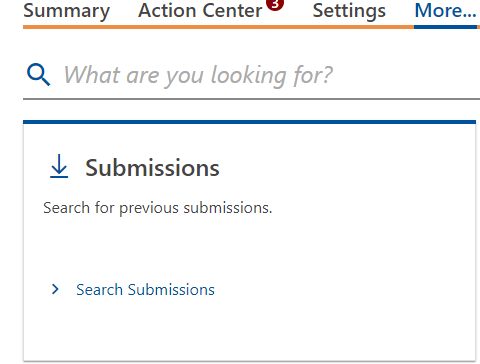 Summary Action Center 3 Settings More...
What are you looking for?
Submissions
Search for previous submissions.
Search Submissions